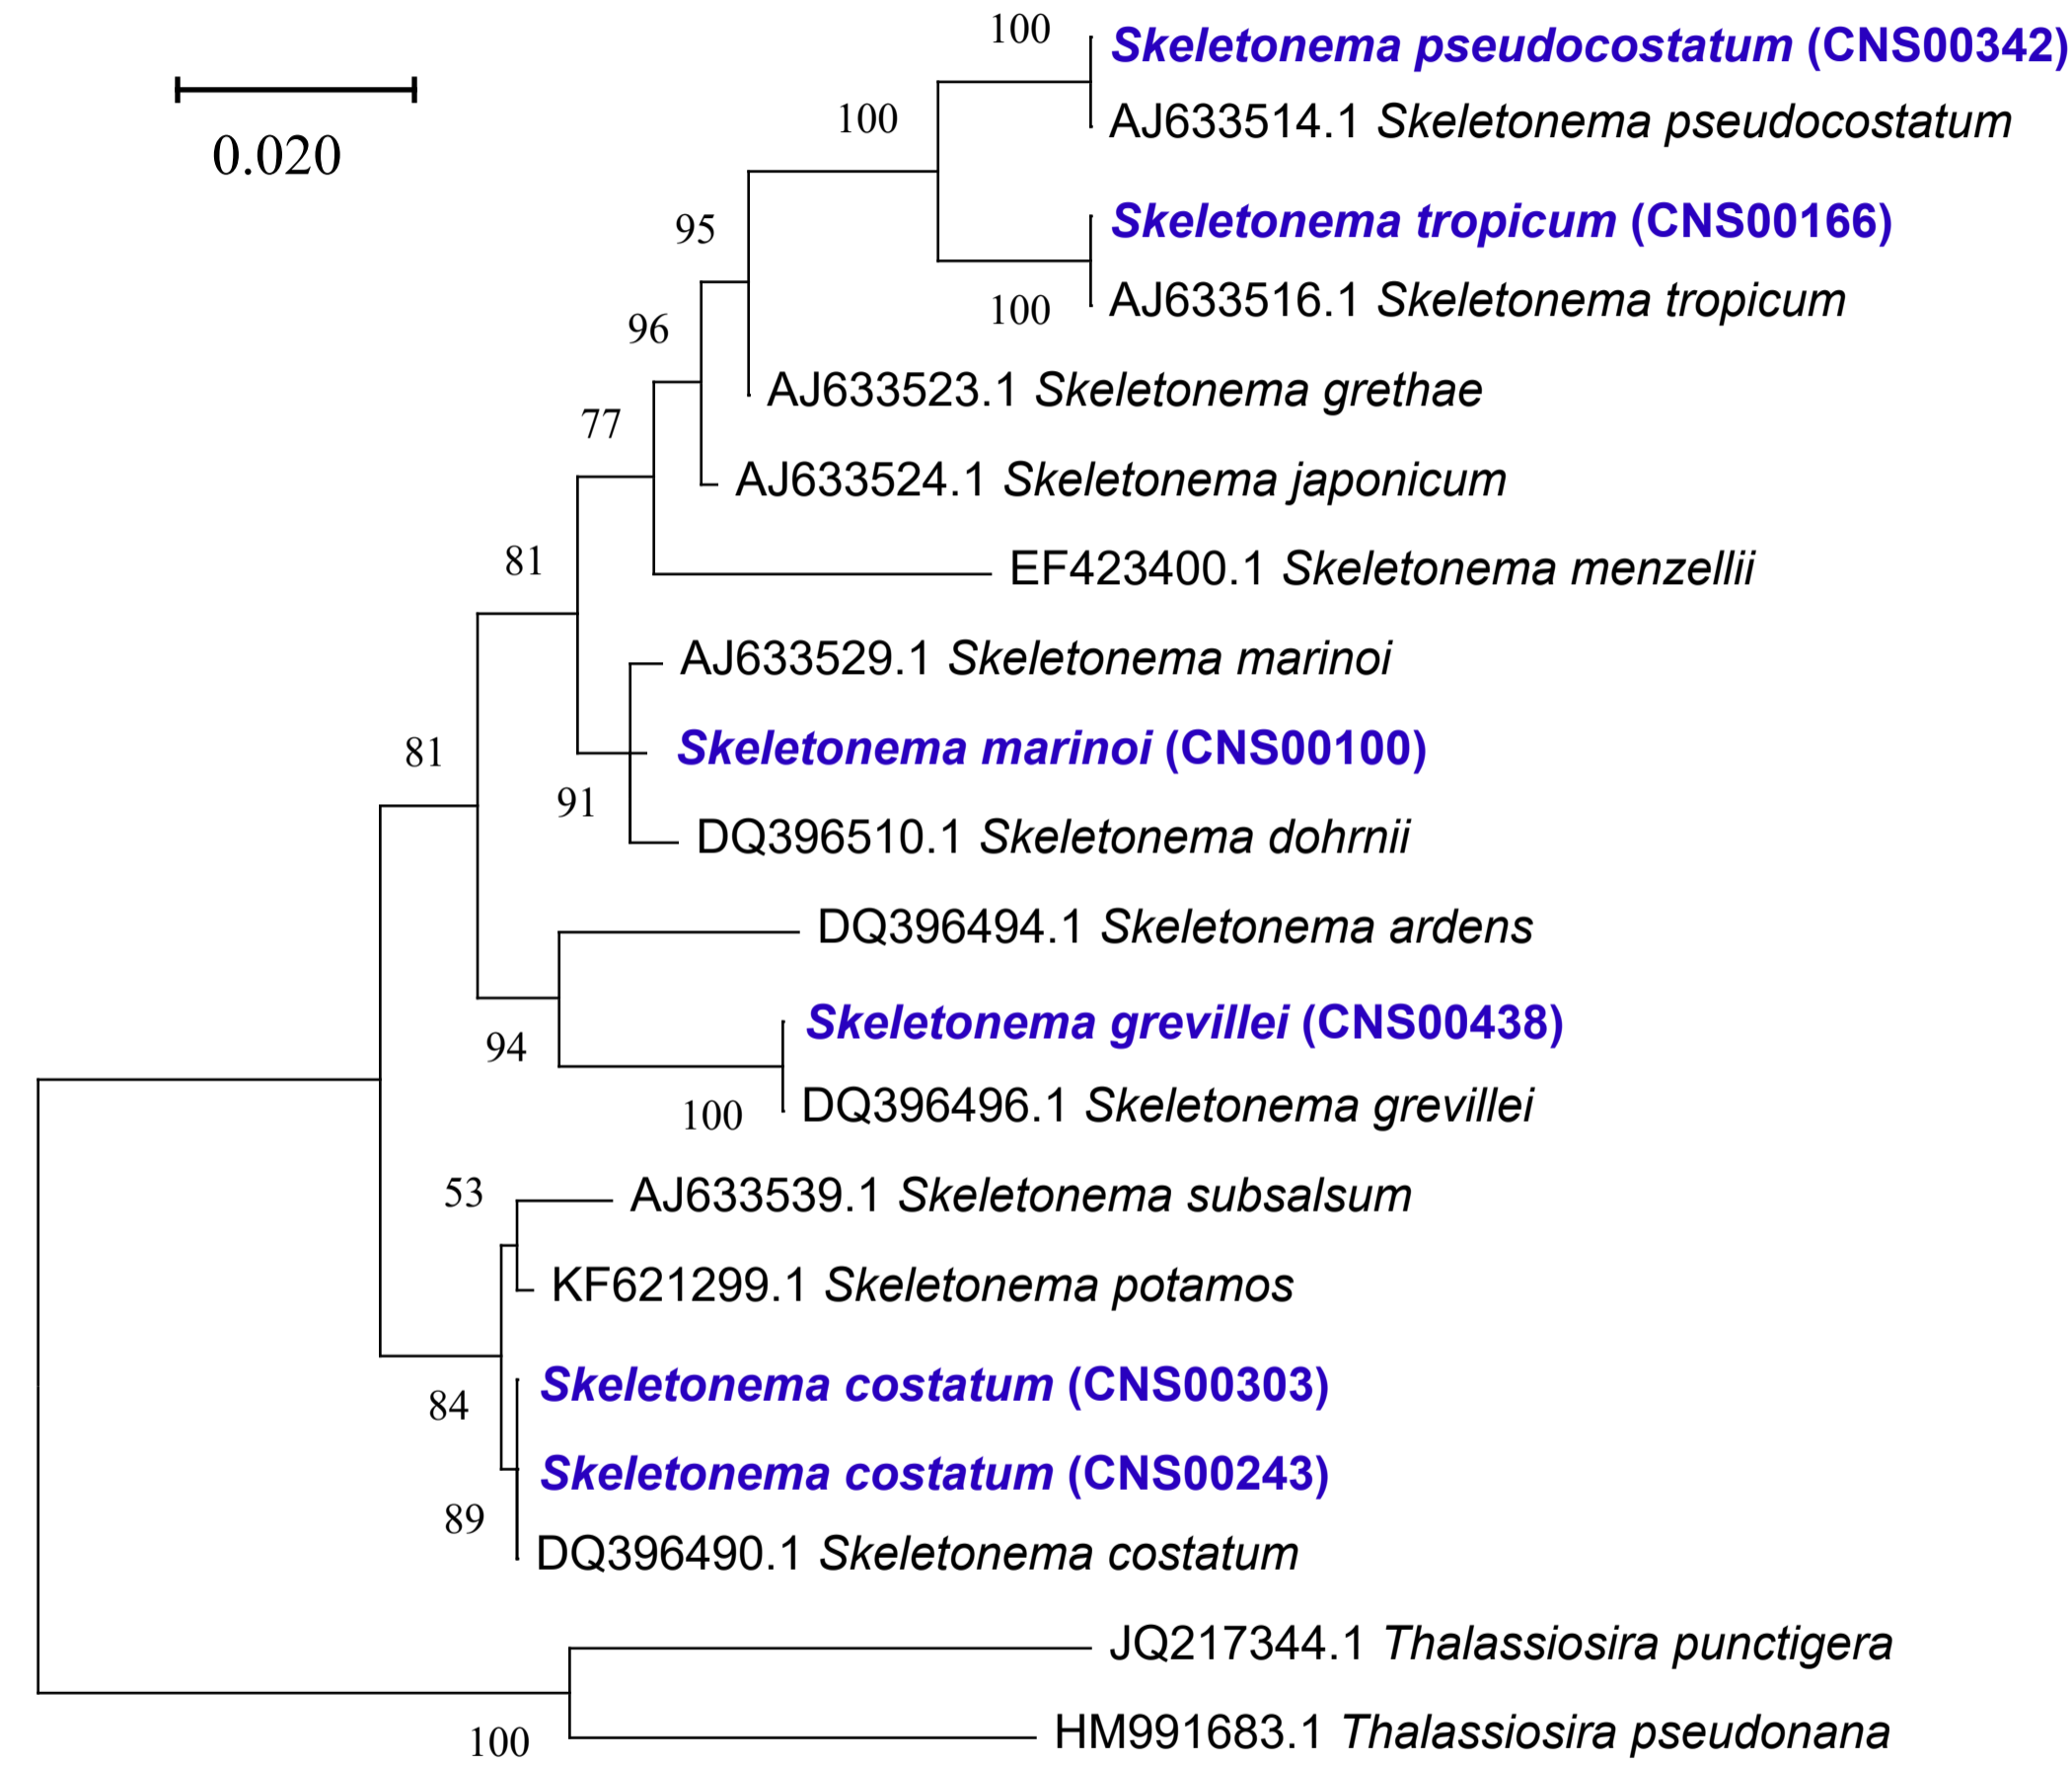 100
Skeletonema pseudocostatum (CNS00342)
0.020
100
AJ633514.1 Skeletonema pseudocostatum
95
Skeletonema tropicum (CNS00166)
96
100
AJ633516.1 Skeletonema tropicum
AJ633523.1 Skeletonema grethae
77
AJ633524.1 Skeletonema japonicum
81
EF423400.1 Skeletonema menzellii
AJ633529.1 Skeletonema marinoi
81
Skeletonema marinoi (CNS00100)
91
DQ396510.1 Skeletonema dohrnii
DQ396494.1 Skeletonema ardens
94
Skeletonema grevillei (CNS00438)
100
DQ396496.1 Skeletonema grevillei
53
AJ633539.1 Skeletonema subsalsum
KF621299.1 Skeletonema potamos
84
Skeletonema costatum (CNS00303)
Skeletonema costatum (CNS00243)
89
DQ396490.1 Skeletonema costatum
JQ217344.1 Thalassiosira punctigera
100
HM991683.1 Thalassiosira pseudonana